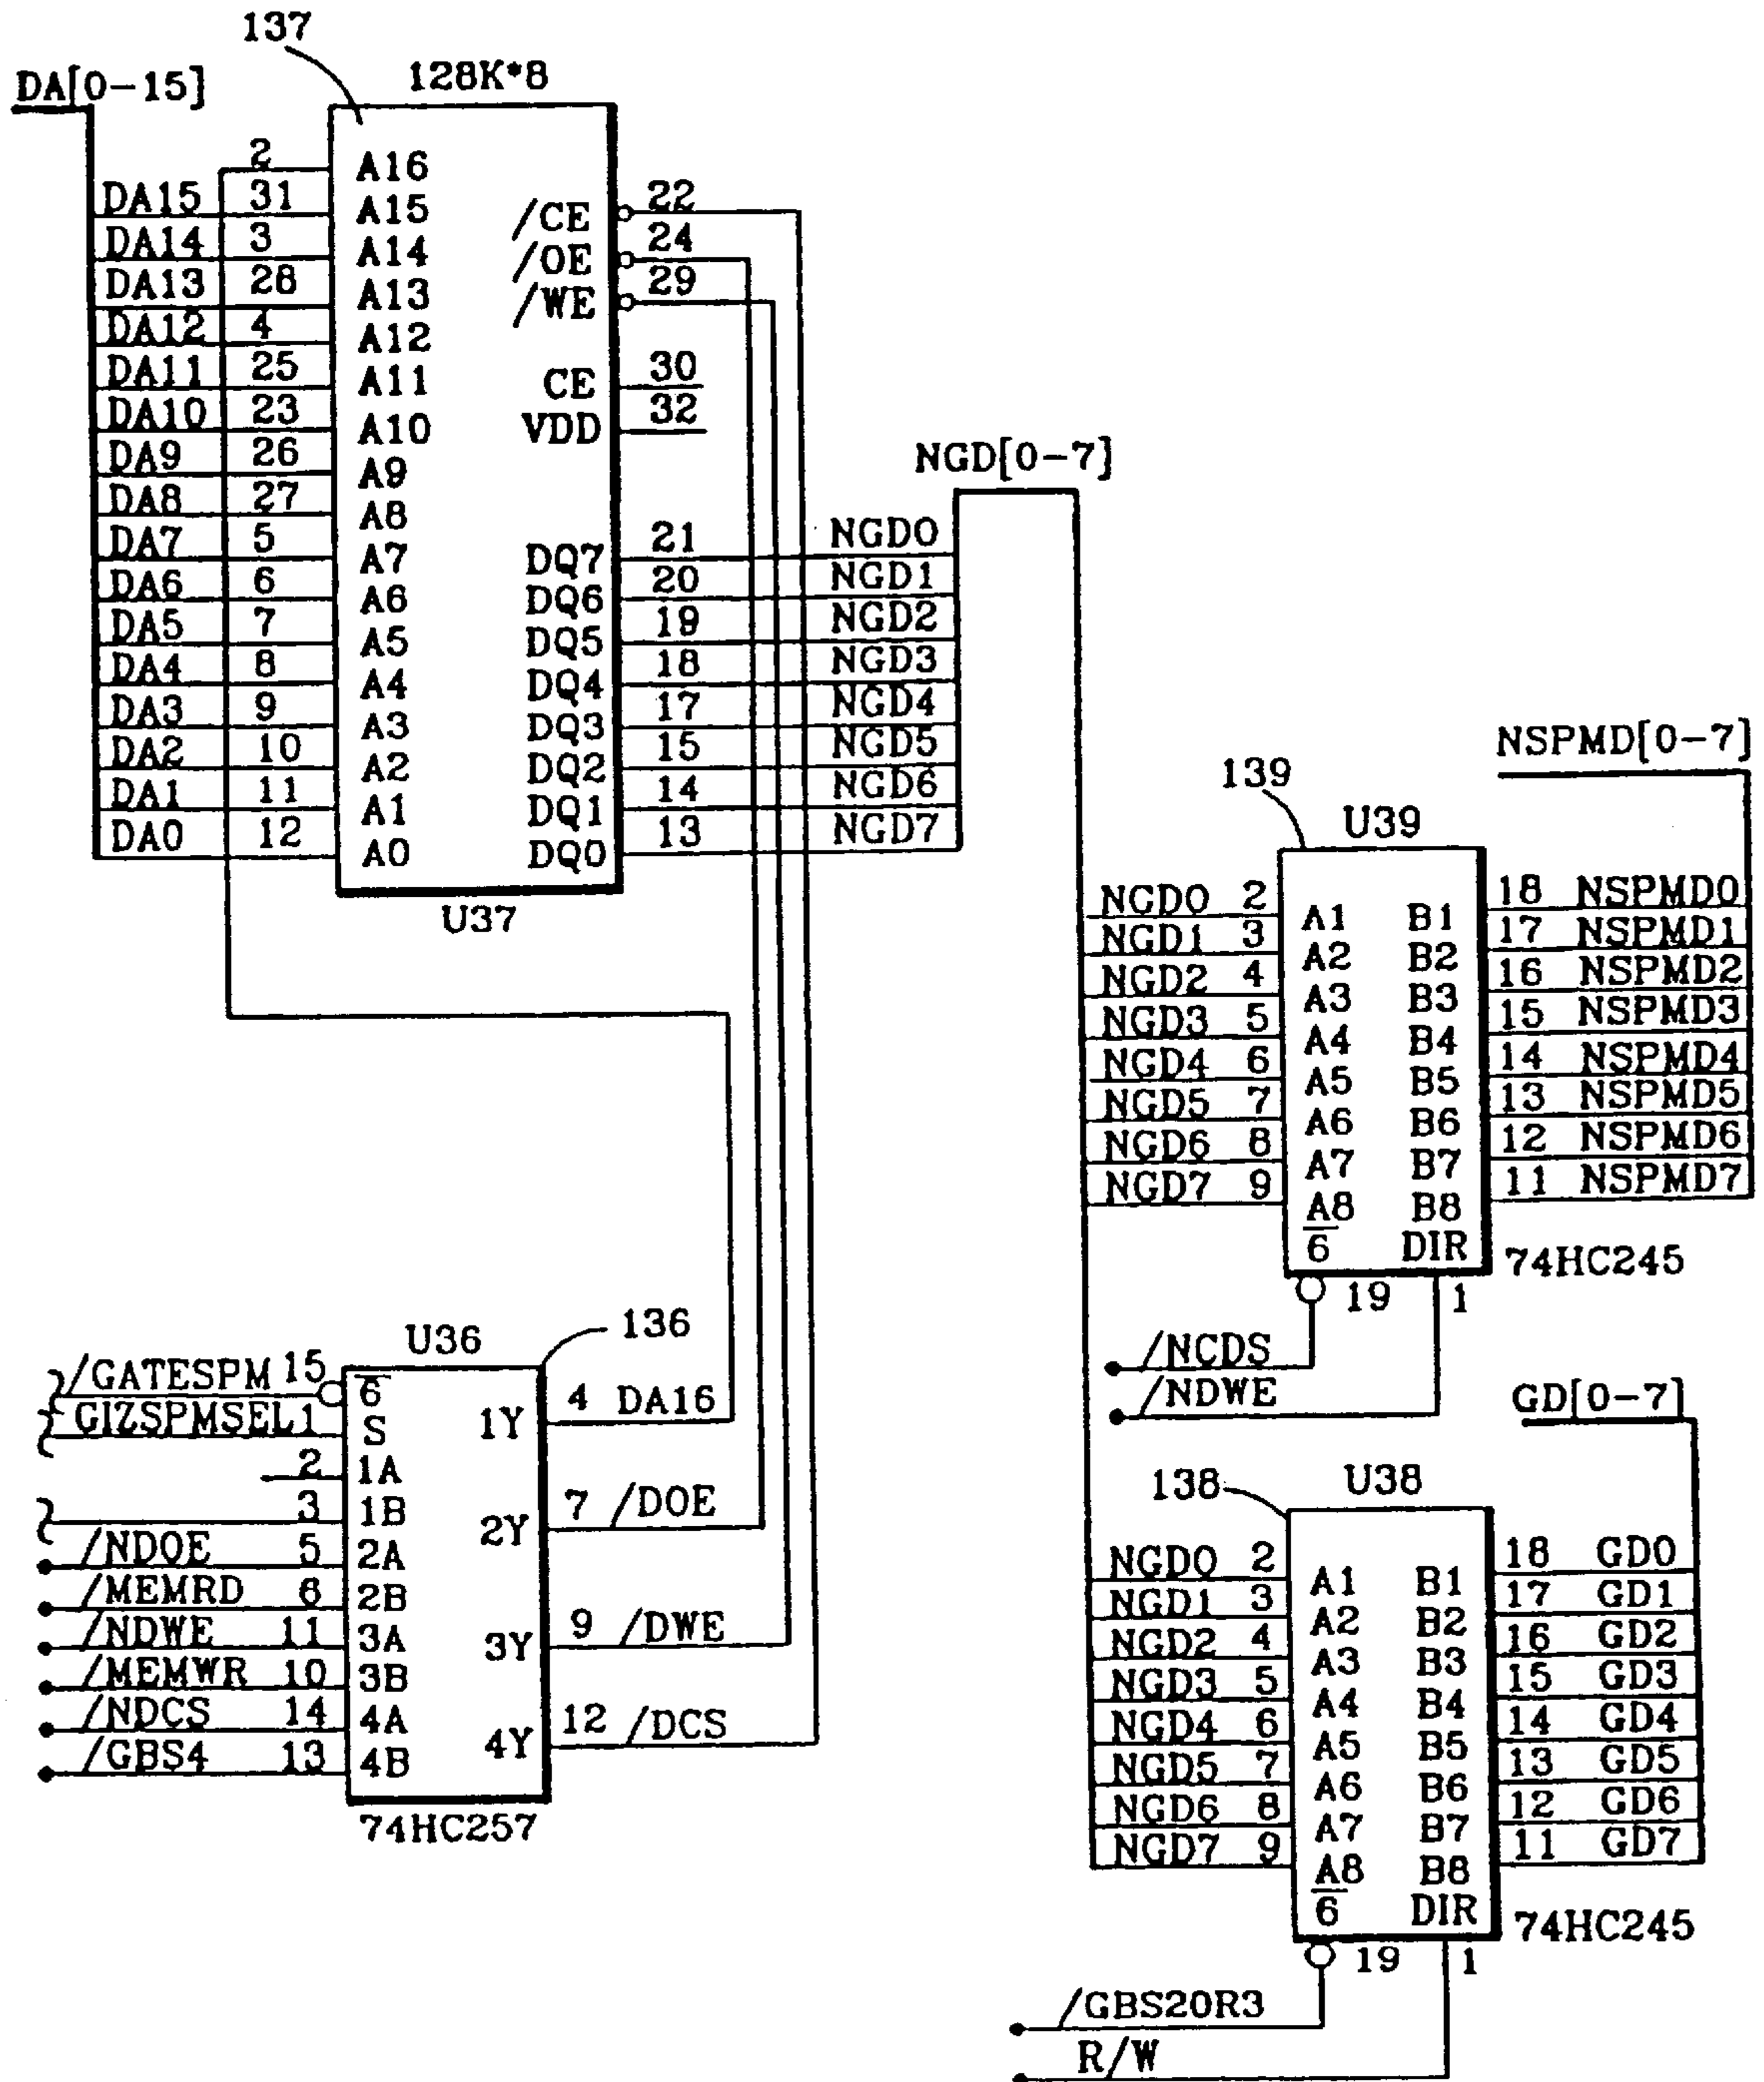 137
DA[0-15]
128K*8
2 A16
DA15 31 A15 /CE 22
DA14 3 A14 /OE 24
DA13 28 A13 /WE 29
DA12 4 A12
DA11 25 A11 CE 30
DA10 23 A10 VDD 32
DA9 26 A9
DA8 27 A8
DA7 5 A7 DQ7 21 NGD0
DA6 6 A6 DQ6 20 NGD1
DA5 7 A5 DQ5 19 NGD2
DA4 8 A4 DQ4 18 NGD3
DA3 9 A3 DQ3 17 NGD4
DA2 10 A2 DQ2 15 NGD5
DA1 11 A1 DQ1 14 NGD6
DA0 12 A0 DQ0 13 NGD7
U37
NGD[0-7]
NSPMD[0-7]
139
U39
NGD0 2 A1 B1 18 NSPMD0
NGD1 3 A2 B2 17 NSPMD1
NGD2 4 A3 B3 16 NSPMD2
NGD3 5 A4 B4 15 NSPMD3
NGD4 6 A5 B5 14 NSPMD4
NGD5 7 A6 B6 13 NSPMD5
NGD6 8 A7 B7 12 NSPMD6
NGD7 9 A8 B8 11 NSPMD7
6 DIR 74HC245
19 1
/NCDS
/NDWE
U36
136
/GATESPM 15 6
GIZSPMSEL1 S 1Y 4 DA16
2 1A
3 1B
/NDOE 5 2A 2Y 7 /DOE
/MEMRD 6 2B
/NDWE 11 3A 3Y 9 /DWE
/MEMWR 10 3B
/NDCS 14 4A 4Y 12 /DCS
/GBS4 13 4B
74HC257
GD[0-7]
138
U38
NGD0 2 A1 B1 18 GD0
NGD1 3 A2 B2 17 GD1
NGD2 4 A3 B3 16 GD2
NGD3 5 A4 B4 15 GD3
NGD4 6 A5 B5 14 GD4
NGD5 7 A6 B6 13 GD5
NGD6 8 A7 B7 12 GD6
NGD7 9 A8 B8 11 GD7
6 DIR 74HC245
19 1
/GBS20R3
R/W